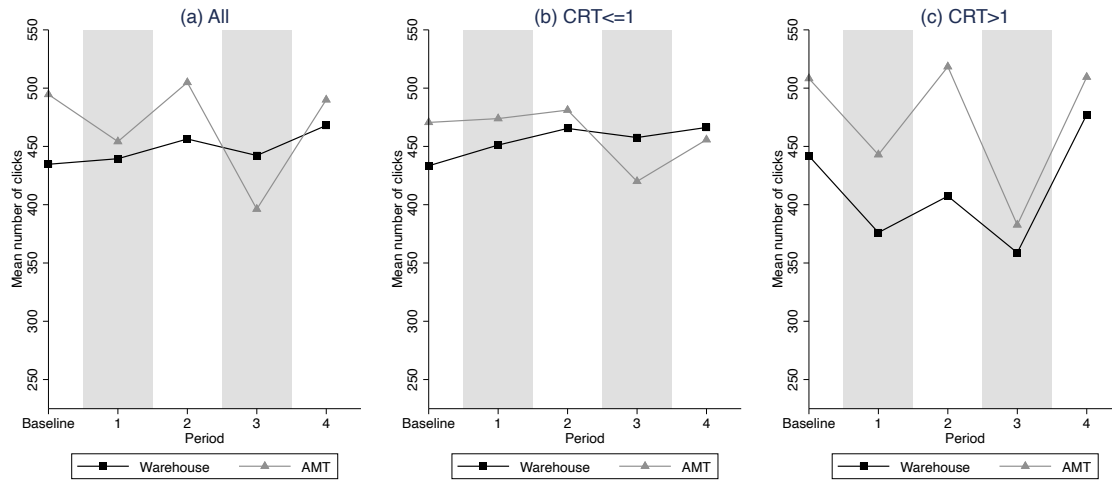 (a) All
Mean number of clicks
550
500
450
400
350
300
250
Baseline 1 2 3 4
Period
Warehouse AMT
(b) CRT<=1
Mean number of clicks
550
500
450
400
350
300
250
Baseline 1 2 3 4
Period
Warehouse AMT
(c) CRT>1
Mean number of clicks
550
500
450
400
350
300
250
Baseline 1 2 3 4
Period
Warehouse AMT